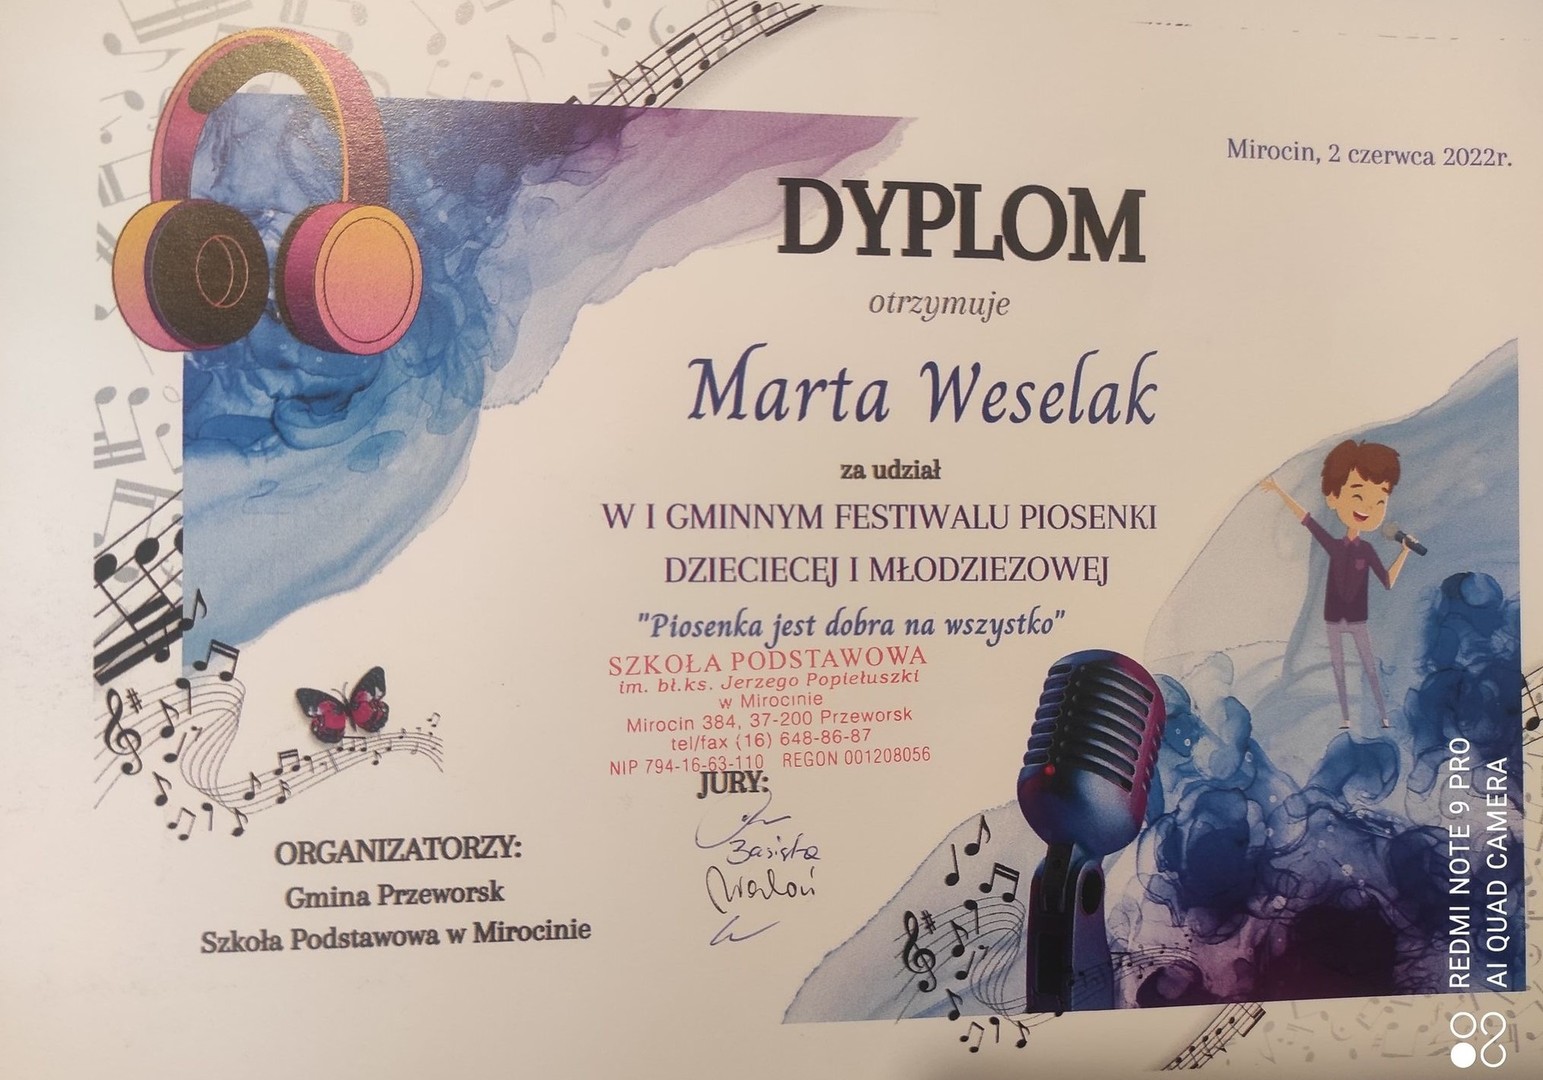 Mirocin, 2 czerwca 2022r.
DYPLOM
otrzymuje
Marta Weselak
za udział
W I GMINNYM FESTIWALU PIOSENKI
DZIECIECEJ I MŁODZIEZOWEJ
"Piosenka jest dobra na wszystko"
SZKOŁA PODSTAWOWA
im. bł.ks. Jerzego Popiełuszki
w Mirocinie
Mirocin 384, 37-200 Przeworsk
tel/fax (16) 648-86-87
NIP 794-16-63-110 REGON 001208056
JURY:
ORGANIZATORZY:
Gmina Przeworsk
Szkoła Podstawowa w Mirocinie
REDMI NOTE 9 PRO
AI QUAD CAMERA